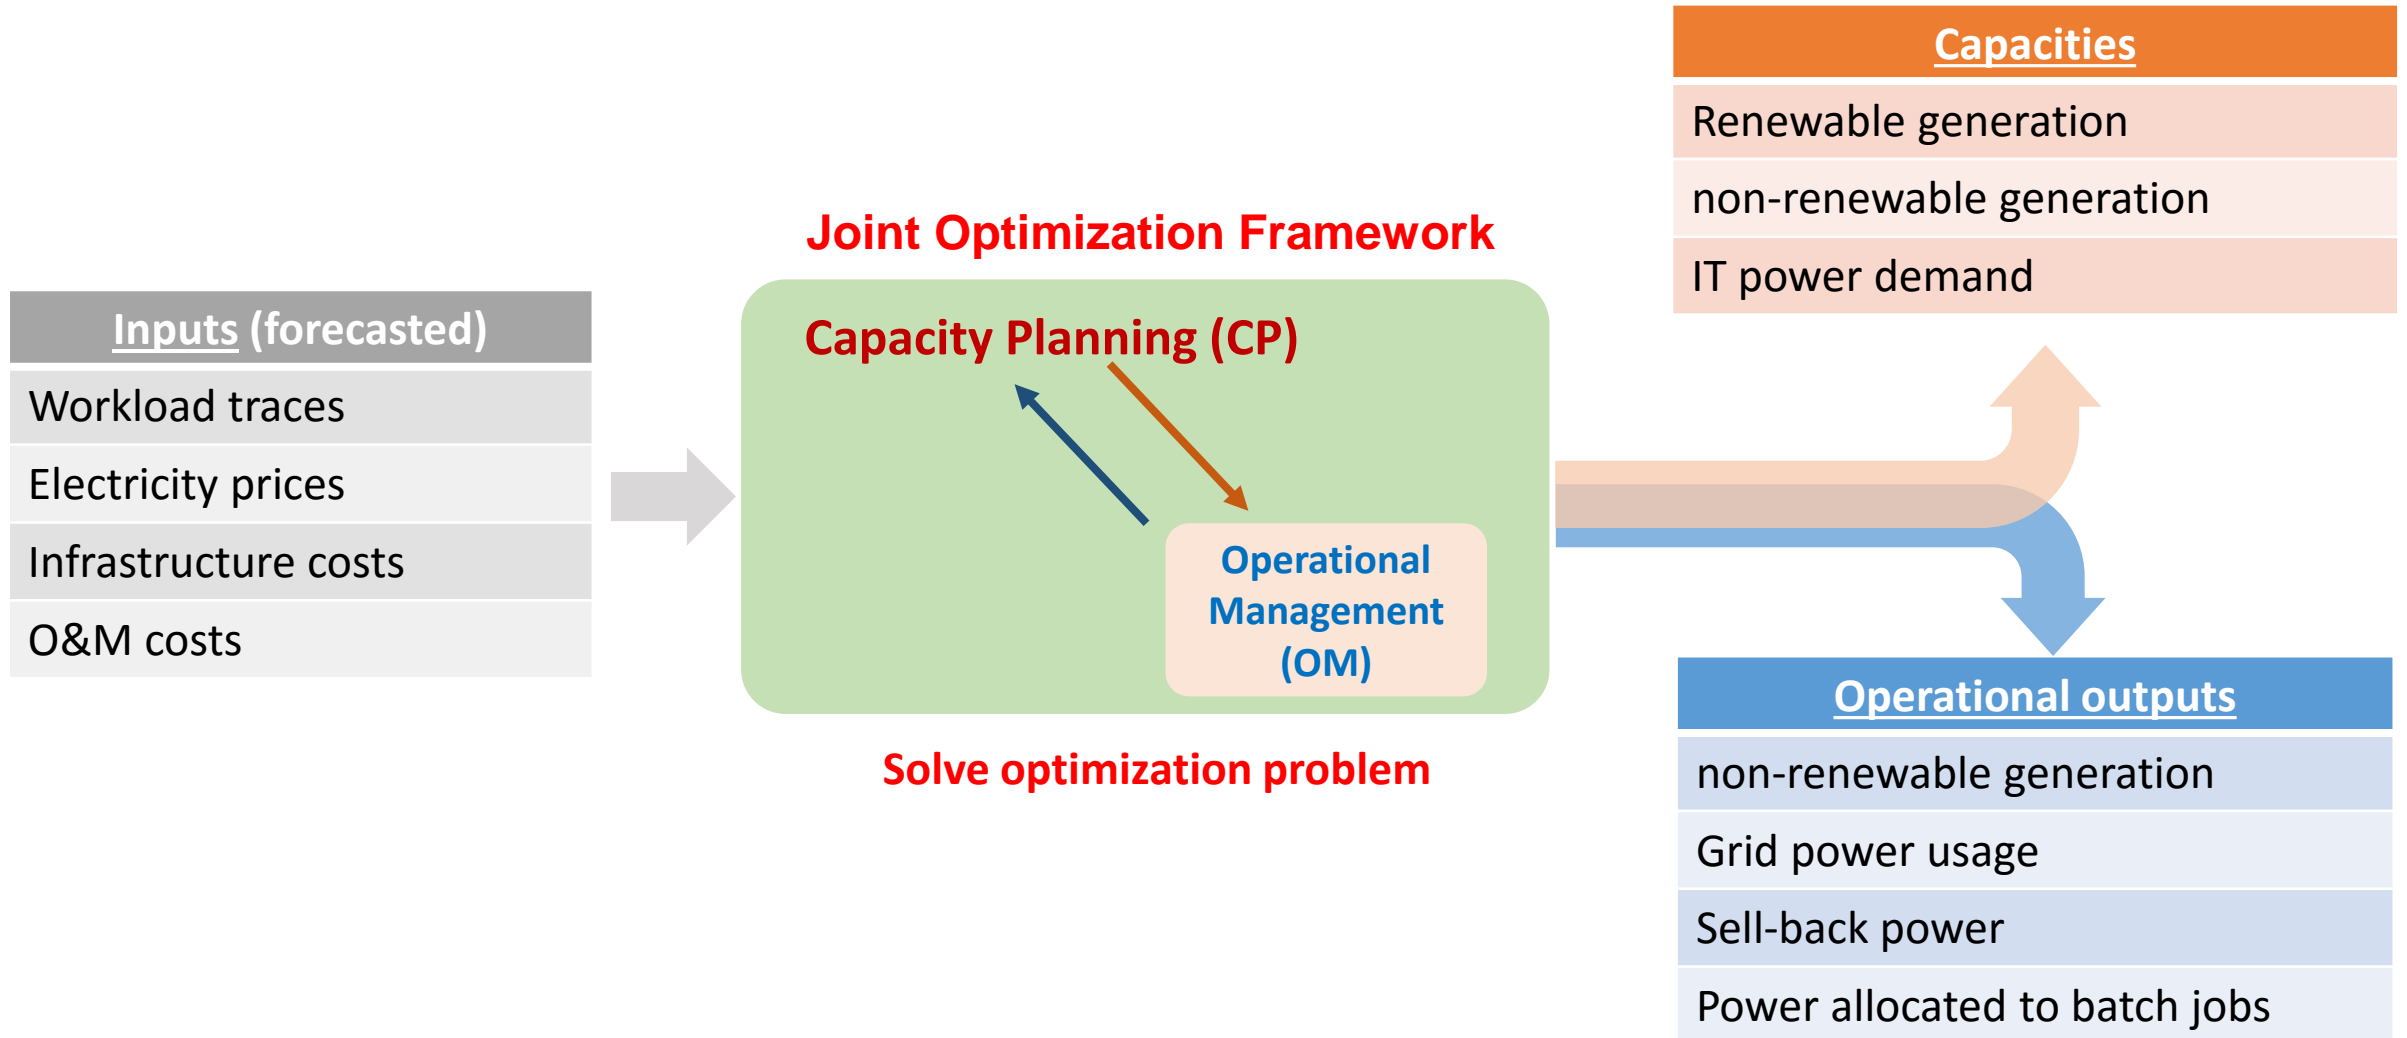 Inputs (forecasted)
Workload traces
Electricity prices
Infrastructure costs
O&M costs
Joint Optimization Framework
Capacity Planning (CP)
Operational
Management
(OM)
Solve optimization problem
Capacities
Renewable generation
non-renewable generation
IT power demand
Operational outputs
non-renewable generation
Grid power usage
Sell-back power
Power allocated to batch jobs